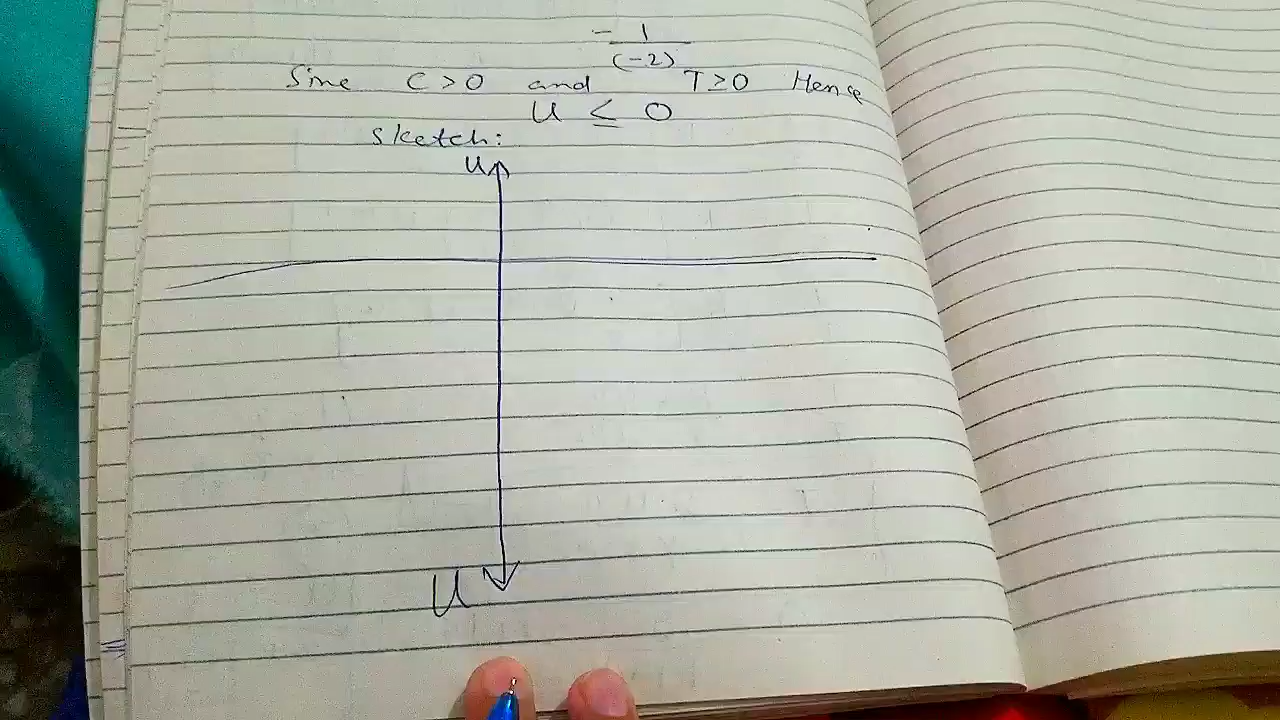 - 1
(-2)
Sine C > 0 and T ≥ 0 Hence
U ≤ 0
Sketch:
U
U